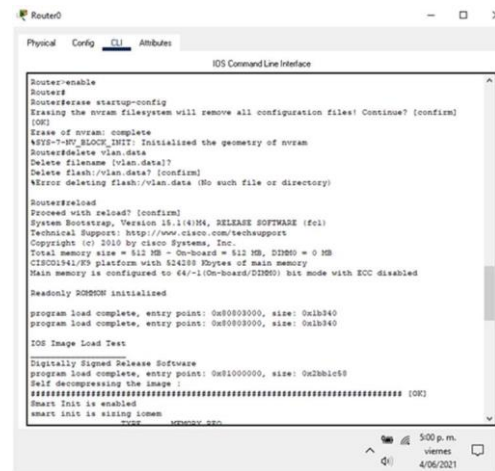 Router0
Physical Config CLI Attributes
IOS Command Line Interface
Router>enable
Router#
Router#erase startup-config
Erasing the nvram filesystem will remove all configuration files! Continue? [confirm]
[OK]
Erase of nvram: complete
%SYS-7-NV_BLOCK_INIT: Initialized the geometry of nvram
Router#delete vlan.data
Delete filename [vlan.data]?
Delete flash:/vlan.data? [confirm]
%Error deleting flash:/vlan.data (No such file or directory)
Router#reload
Proceed with reload? [confirm]
System Bootstrap, Version 15.1(4)M4, RELEASE SOFTWARE (fc1)
Technical Support: http://www.cisco.com/techsupport
Copyright (c) 2010 by cisco Systems, Inc.
Total memory size = 512 MB - On-board = 512 MB, DIMM0 = 0 MB
CISCO1941/K9 platform with 524288 Kbytes of main memory
Main memory is configured to 64/-1(On-board/DIMM0) bit mode with ECC disabled
Readonly ROMMON initialized
program load complete, entry point: 0x80803000, size: 0x1b340
program load complete, entry point: 0x80803000, size: 0x1b340
IOS Image Load Test
___________________
Digitally Signed Release Software
program load complete, entry point: 0x81000000, size: 0x2bb1c58
Self decompressing the image :
########################################################################## [OK]
Smart Init is enabled
smart init is sizing iomem
TYPE MEMORY_REQ
5:00 p. m.
viernes
4/06/2021